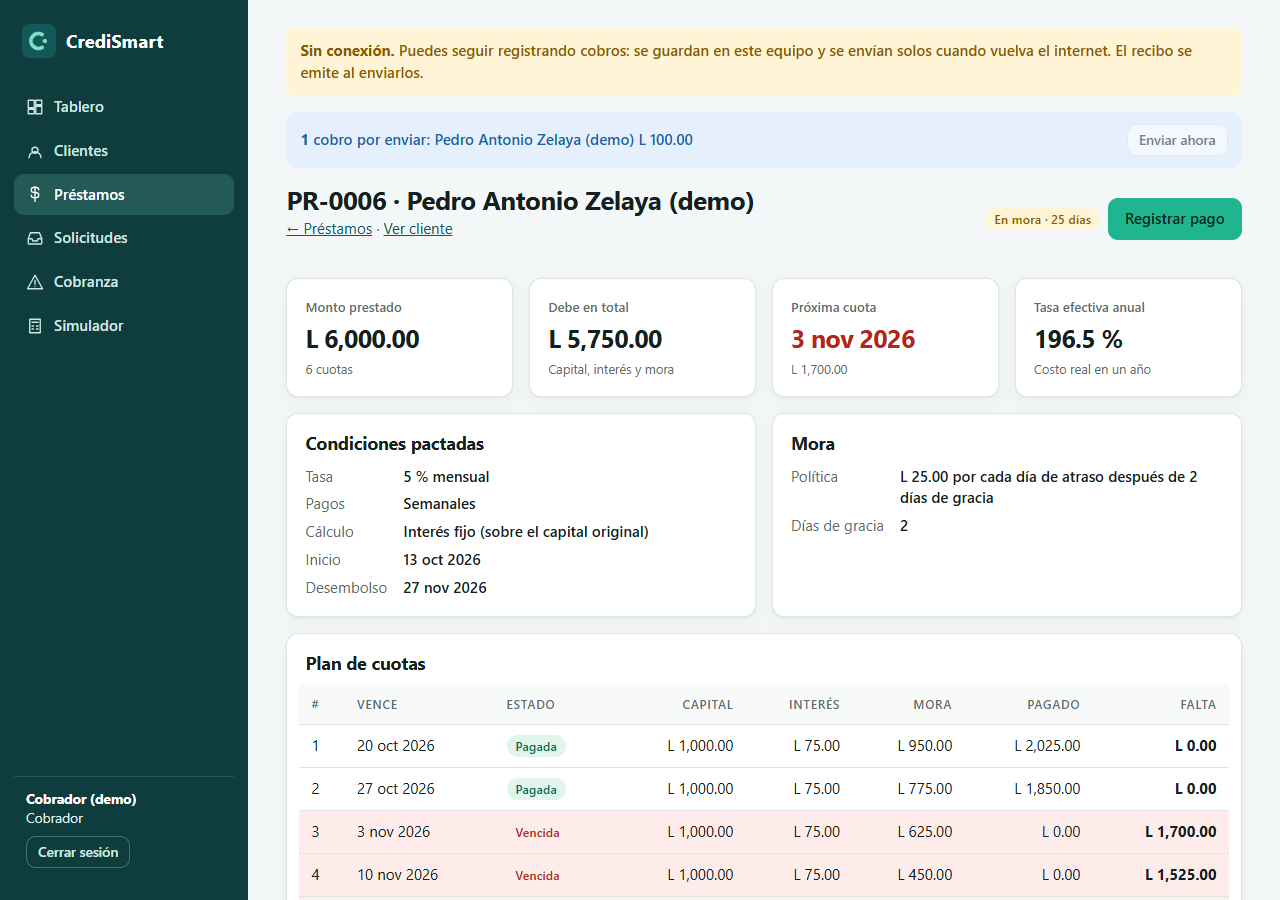 CrediSmart
Tablero
Clientes
Préstamos
Solicitudes
Cobranza
Simulador
Cobrador (demo)
Cobrador
Cerrar sesión
Sin conexión. Puedes seguir registrando cobros: se guardan en este equipo y se envían solos cuando vuelva el internet. El recibo se
emite al enviarlos.
1 cobro por enviar: Pedro Antonio Zelaya (demo) L 100.00
Enviar ahora
PR-0006 · Pedro Antonio Zelaya (demo)
← Préstamos · Ver cliente
En mora · 25 días
Registrar pago
Monto prestado
L 6,000.00
6 cuotas
Debe en total
L 5,750.00
Capital, interés y mora
Próxima cuota
3 nov 2026
L 1,700.00
Tasa efectiva anual
196.5 %
Costo real en un año
Condiciones pactadas
Tasa 5 % mensual
Pagos Semanales
Cálculo Interés fijo (sobre el capital original)
Inicio 13 oct 2026
Desembolso 27 nov 2026
Mora
Política L 25.00 por cada día de atraso después de 2
días de gracia
Días de gracia 2
Plan de cuotas
# VENCE ESTADO CAPITAL INTERÉS MORA PAGADO FALTA
1 20 oct 2026 Pagada L 1,000.00 L 75.00 L 950.00 L 2,025.00 L 0.00
2 27 oct 2026 Pagada L 1,000.00 L 75.00 L 775.00 L 1,850.00 L 0.00
3 3 nov 2026 Vencida L 1,000.00 L 75.00 L 625.00 L 0.00 L 1,700.00
4 10 nov 2026 Vencida L 1,000.00 L 75.00 L 450.00 L 0.00 L 1,525.00